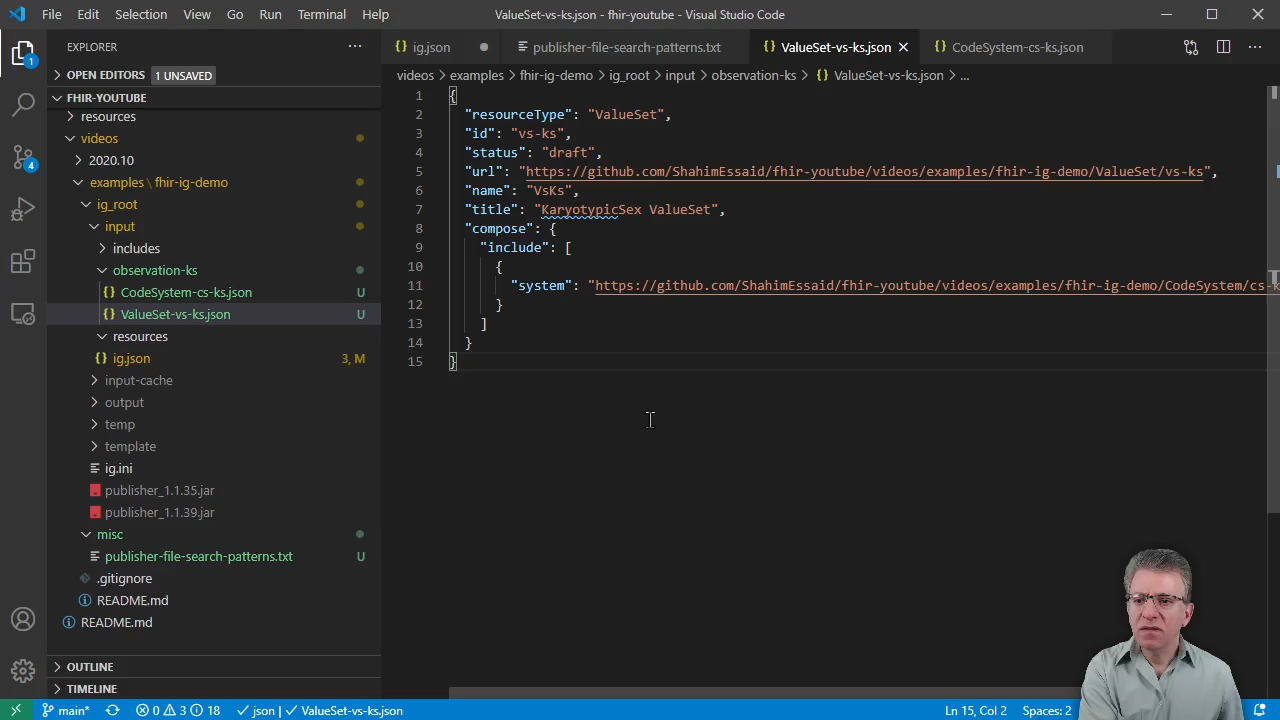 File Edit Selection View Go Run Terminal Help
ValueSet-vs-ks.json - fhir-youtube - Visual Studio Code
EXPLORER
OPEN EDITORS 1 UNSAVED
FHIR-YOUTUBE
resources
videos
2020.10
examples \ fhir-ig-demo
ig_root
input
includes
observation-ks
{} CodeSystem-cs-ks.json U
{} ValueSet-vs-ks.json U
resources
{} ig.json 3, M
input-cache
output
temp
template
ig.ini
publisher_1.1.35.jar
publisher_1.1.39.jar
misc
publisher-file-search-patterns.txt U
.gitignore
README.md
README.md
OUTLINE
TIMELINE
1
4
{} ig.json
publisher-file-search-patterns.txt
{} ValueSet-vs-ks.json
{} CodeSystem-cs-ks.json
videos > examples > fhir-ig-demo > ig_root > input > observation-ks > {} ValueSet-vs-ks.json > ...
1 {
2 "resourceType": "ValueSet",
3 "id": "vs-ks",
4 "status": "draft",
5 "url": "https://github.com/ShahimEssaid/fhir-youtube/videos/examples/fhir-ig-demo/ValueSet/vs-ks",
6 "name": "VsKs",
7 "title": "KaryotypicSex ValueSet",
8 "compose": {
9 "include": [
10 {
11 "system": "https://github.com/ShahimEssaid/fhir-youtube/videos/examples/fhir-ig-demo/CodeSystem/cs-k
12 }
13 ]
14 }
15 }
main* 0 3 18 json | ValueSet-vs-ks.json
Ln 15, Col 2 Spaces: 2